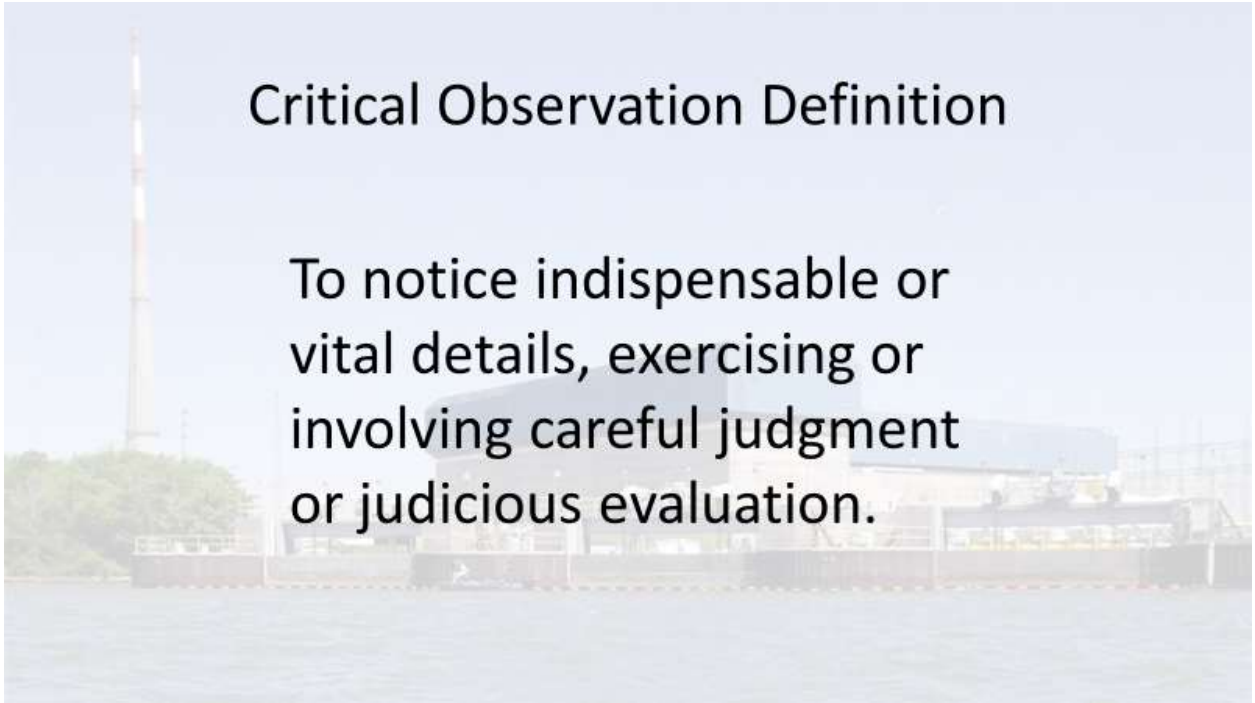 Critical Observation Definition
To notice indispensable or
vital details, exercising or
involving careful judgment
or judicious evaluation.